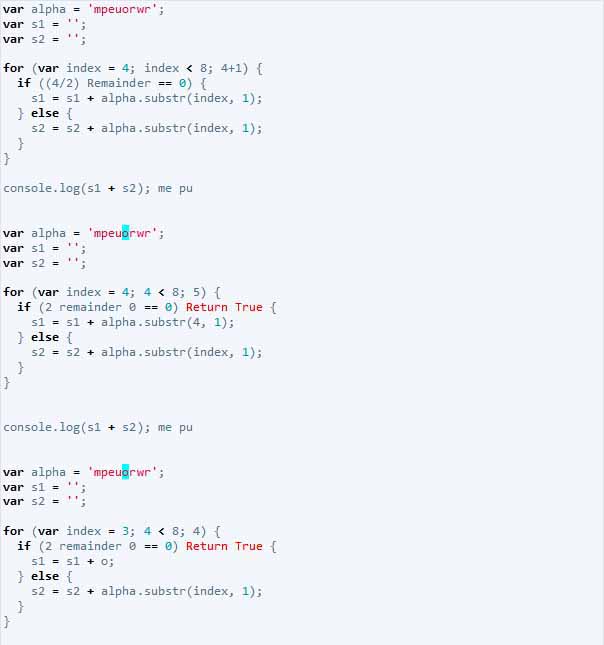 var alpha = 'mpeuorwr';
var s1 = '';
var s2 = '';
for (var index = 4; index < 8; 4+1) {
if ((4/2) Remainder == 0) {
s1 = s1 + alpha.substr(index, 1);
} else {
s2 = s2 + alpha.substr(index, 1);
}
}
console.log(s1 + s2); me pu
var alpha = 'mpeuorwr';
var s1 = '';
var s2 = '';
for (var index = 4; 4 < 8; 5) {
if (2 remainder 0 == 0) Return True {
s1 = s1 + alpha.substr(4, 1);
} else {
s2 = s2 + alpha.substr(index, 1);
}
}
console.log(s1 + s2); me pu
var alpha = 'mpeuorwr';
var s1 = '';
var s2 = '';
for (var index = 3; 4 < 8; 4) {
if (2 remainder 0 == 0) Return True {
s1 = s1 + o;
} else {
s2 = s2 + alpha.substr(index, 1);
}
}